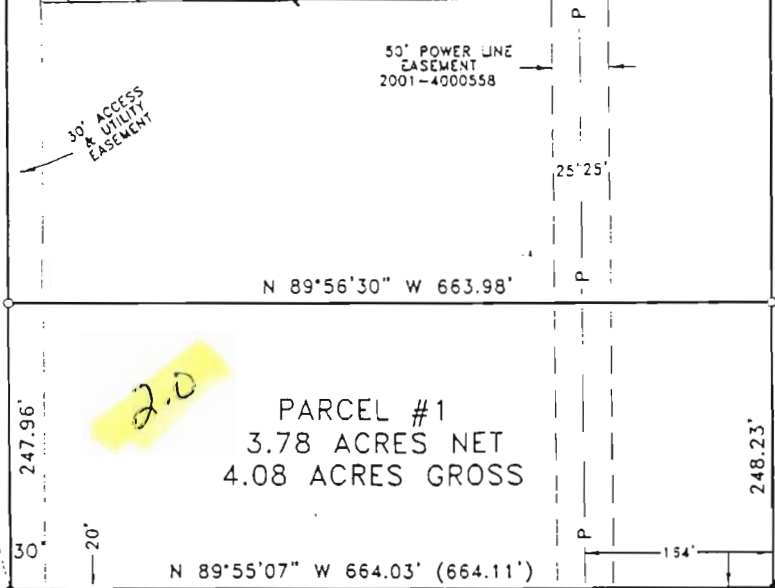 P
50' POWER LINE
EASEMENT
2001-4000558
30' ACCESS
& UTILITY
EASEMENT
25' 25'
P
N 89°56'30" W 663.98'
2.0
PARCEL #1
3.78 ACRES NET
4.08 ACRES GROSS
247.96'
248.23'
P
30'
20'
164'
N 89°55'07" W 664.03' (664.11')